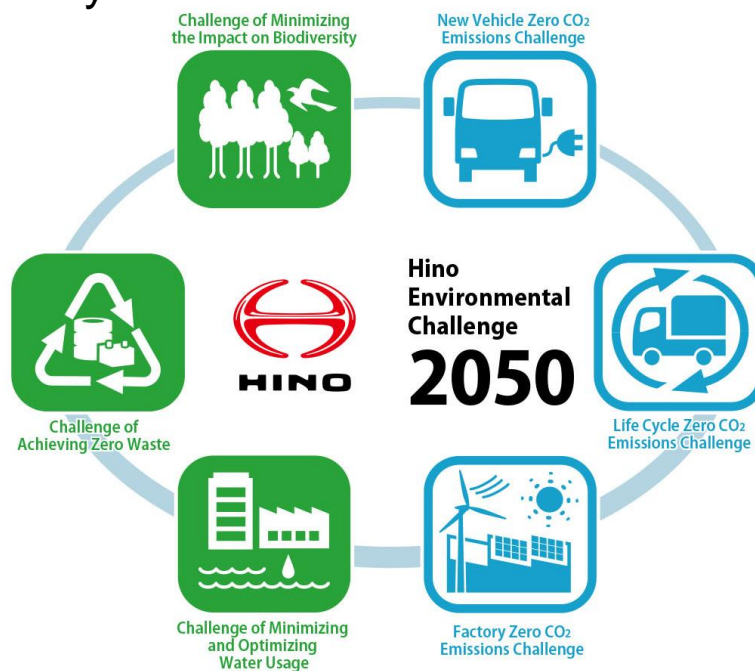 y
Challenge of Minimizing
the Impact on Biodiversity
New Vehicle Zero CO₂
Emissions Challenge
HINO
Hino
Environmental
Challenge
2050
Challenge of
Achieving Zero Waste
Life Cycle Zero CO₂
Emissions Challenge
Challenge of Minimizing
and Optimizing
Water Usage
Factory Zero CO₂
Emissions Challenge